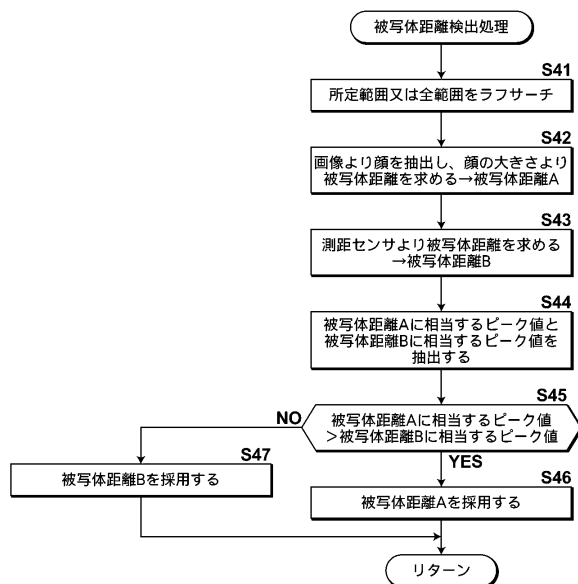 被写体距離検出処理
S41
所定範囲又は全範囲をラフサーチ
S42
画像より顔を抽出し、顔の大きさより
被写体距離を求める→被写体距離A
S43
測距センサより被写体距離を求める
→被写体距離B
S44
被写体距離Aに相当するピーク値と
被写体距離Bに相当するピーク値を
抽出する
S45
NO
被写体距離Aに相当するピーク値
＞被写体距離Bに相当するピーク値
S47
被写体距離Bを採用する
YES
S46
被写体距離Aを採用する
リターン